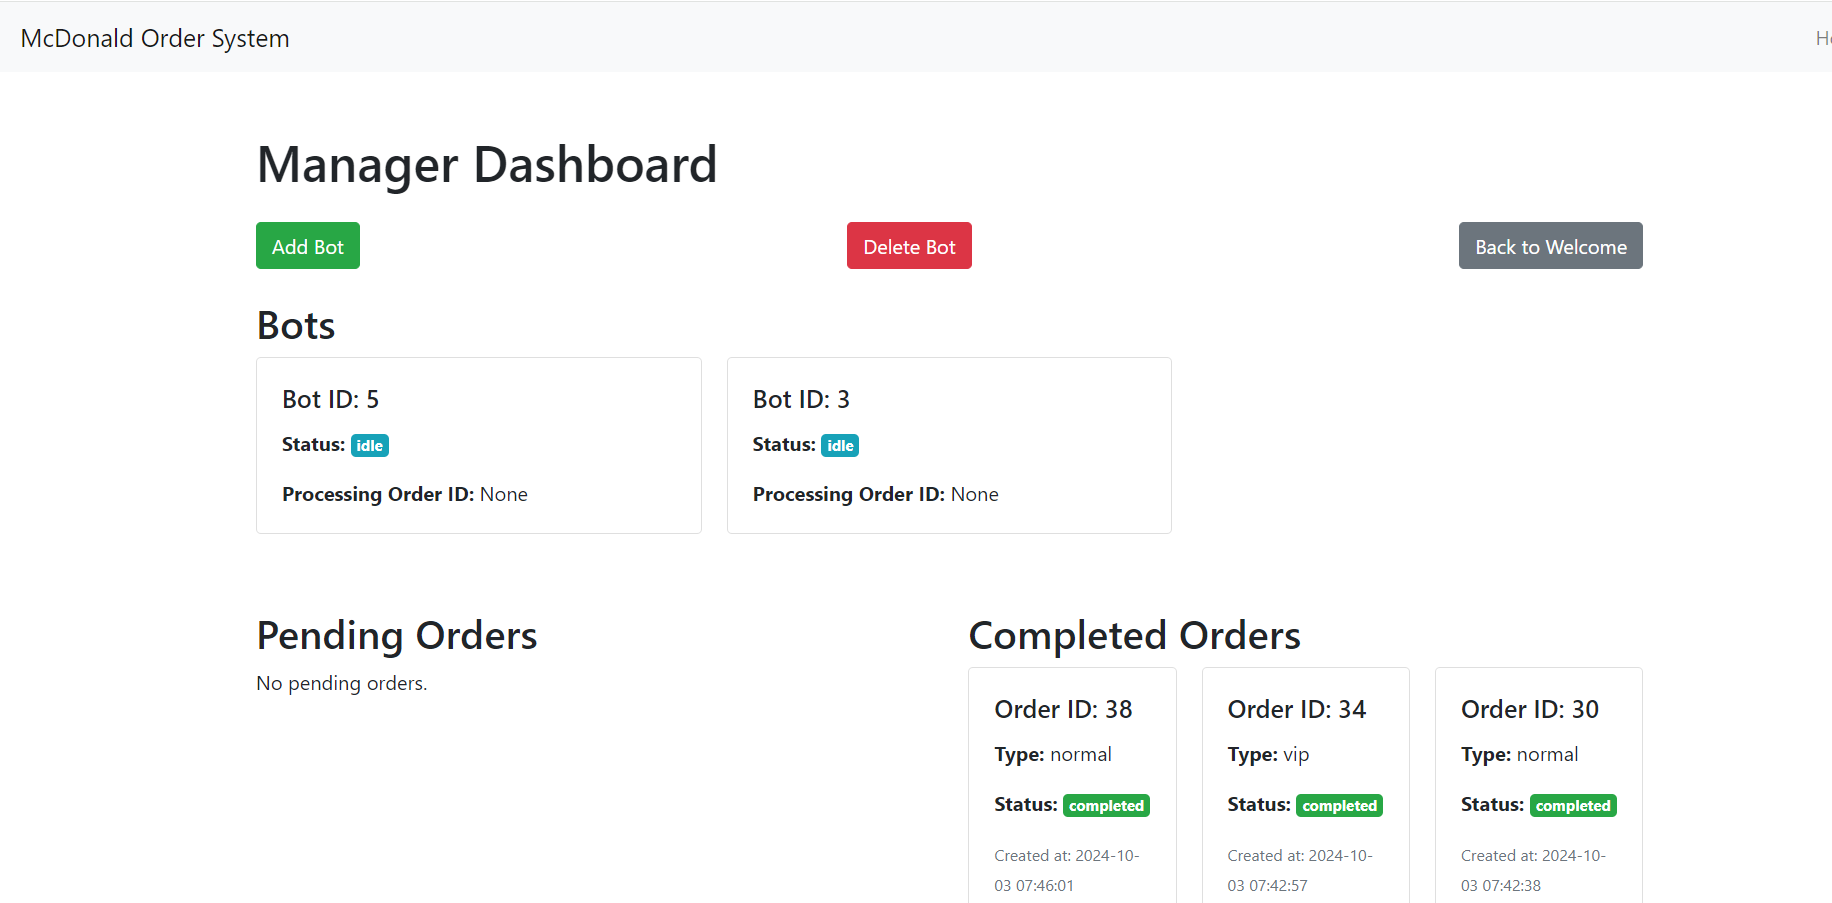 McDonald Order System
Manager Dashboard
Add Bot
Delete Bot
Back to Welcome
Bots
Bot ID: 5
Status: idle
Processing Order ID: None
Bot ID: 3
Status: idle
Processing Order ID: None
Pending Orders
No pending orders.
Completed Orders
Order ID: 38
Type: normal
Status: completed
Created at: 2024-10-
03 07:46:01
Order ID: 34
Type: vip
Status: completed
Created at: 2024-10-
03 07:42:57
Order ID: 30
Type: normal
Status: completed
Created at: 2024-10-
03 07:42:38